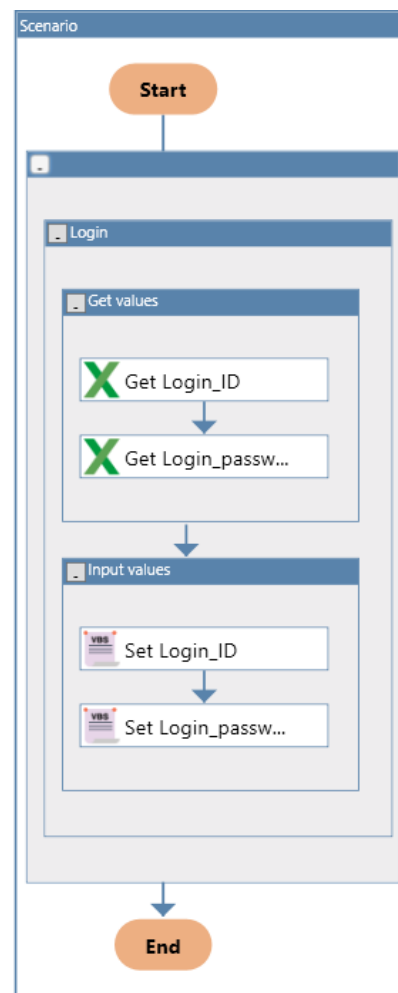 Scenario
Start
Login
Get values
Get Login_ID
Get Login_passw...
Input values
VBS
Set Login_ID
VBS
Set Login_passw...
End